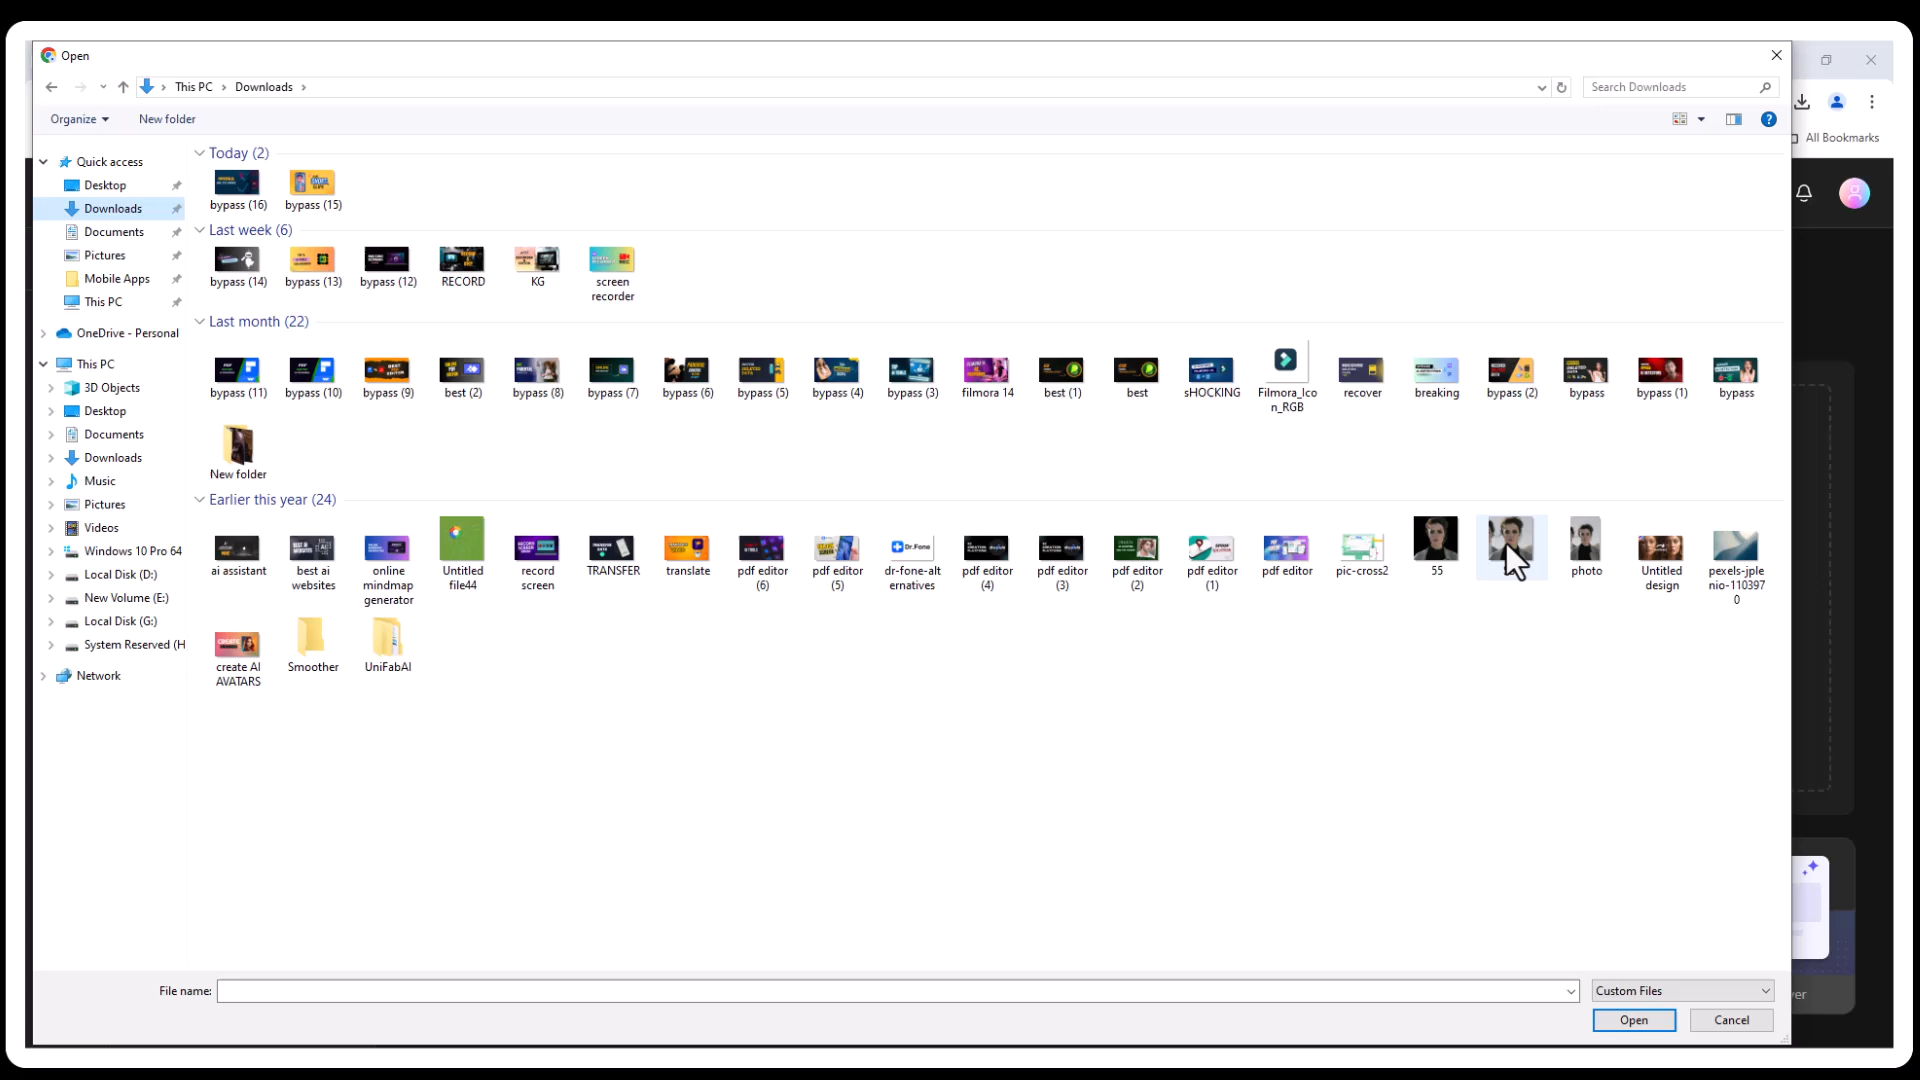 Open
This PC > Downloads >
Search Downloads
Organize
New folder
All Bookmarks
Quick access
Desktop
Downloads
Documents
Pictures
Mobile Apps
This PC
OneDrive - Personal
This PC
3D Objects
Desktop
Documents
Downloads
Music
Pictures
Videos
Windows 10 Pro 64
Local Disk (D:)
New Volume (E:)
Local Disk (G:)
System Reserved (H
Network
Today (2)
bypass (16)
bypass (15)
Last week (6)
bypass (14)
bypass (13)
bypass (12)
RECORD
KG
screen
recorder
Last month (22)
bypass (11)
bypass (10)
bypass (9)
best (2)
bypass (8)
bypass (7)
bypass (6)
bypass (5)
bypass (4)
bypass (3)
filmora 14
best (1)
best
sHOCKING
Filmora_Ico
n_RGB
recover
breaking
bypass (2)
bypass
bypass (1)
bypass
New folder
Earlier this year (24)
ai assistant
best ai
websites
online
mindmap
generator
Untitled
file44
record
screen
TRANSFER
translate
pdf editor
(6)
pdf editor
(5)
dr-fone-alt
ernatives
pdf editor
(4)
pdf editor
(3)
pdf editor
(2)
pdf editor
(1)
pdf editor
pic-cross2
55
photo
Untitled
design
pexels-jple
nio-110397
0
create AI
AVATARS
Smoother
UniFabAI
File name:
Custom Files
Open
Cancel